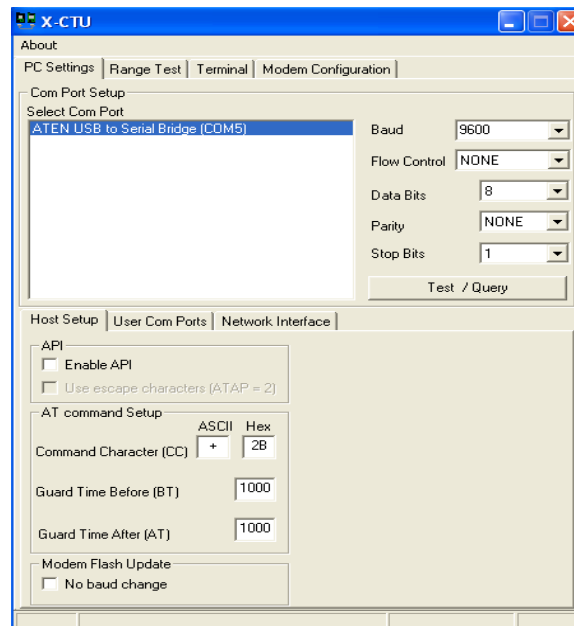 X-CTU
About
PC Settings Range Test Terminal Modem Configuration
Com Port Setup
Select Com Port
ATEN USB to Serial Bridge (COM5)
Baud 9600
Flow Control NONE
Data Bits 8
Parity NONE
Stop Bits 1
Test / Query
Host Setup User Com Ports Network Interface
API
Enable API
Use escape characters (ATAP = 2)
AT command Setup
ASCII Hex
Command Character (CC) + 2B
Guard Time Before (BT) 1000
Guard Time After (AT) 1000
Modem Flash Update
No baud change